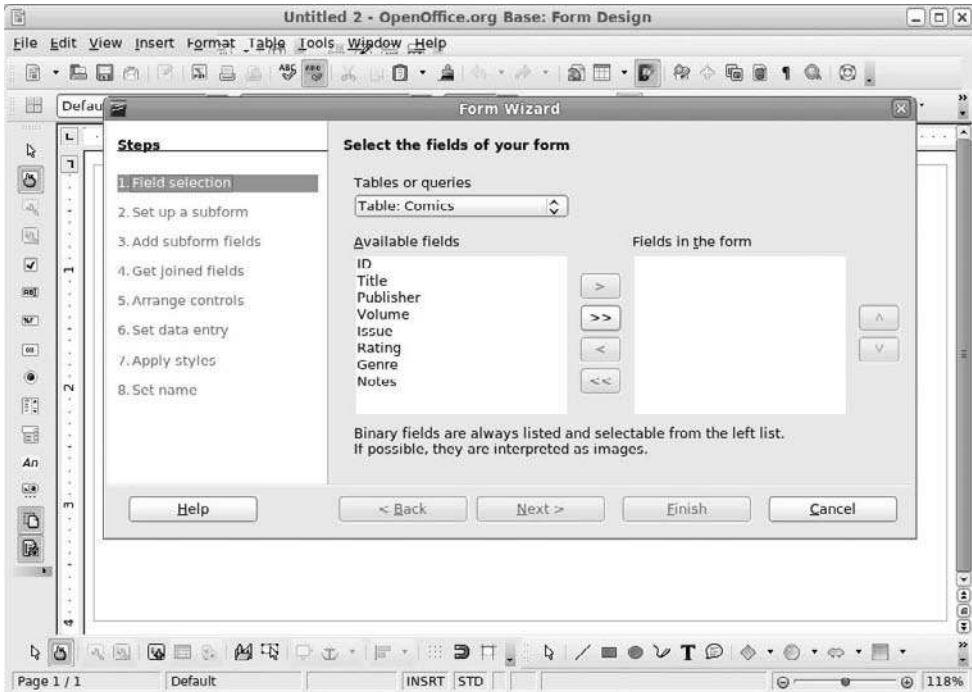 Untitled 2 - OpenOffice.org Base: Form Design
File Edit View Insert Format Table Tools Window Help
Defau
Form Wizard
Steps
1. Field selection
2. Set up a subform
3. Add subform fields
4. Get joined fields
5. Arrange controls
6. Set data entry
7. Apply styles
8. Set name
Select the fields of your form
Tables or queries
Table: Comics
Available fields
ID
Title
Publisher
Volume
Issue
Rating
Genre
Notes
>
>>
<
<<
Fields in the form
Binary fields are always listed and selectable from the left list.
If possible, they are interpreted as images.
Help
< Back
Next >
Finish
Cancel
1
2
3
4
Page 1 / 1 Default INSRT STD 118%